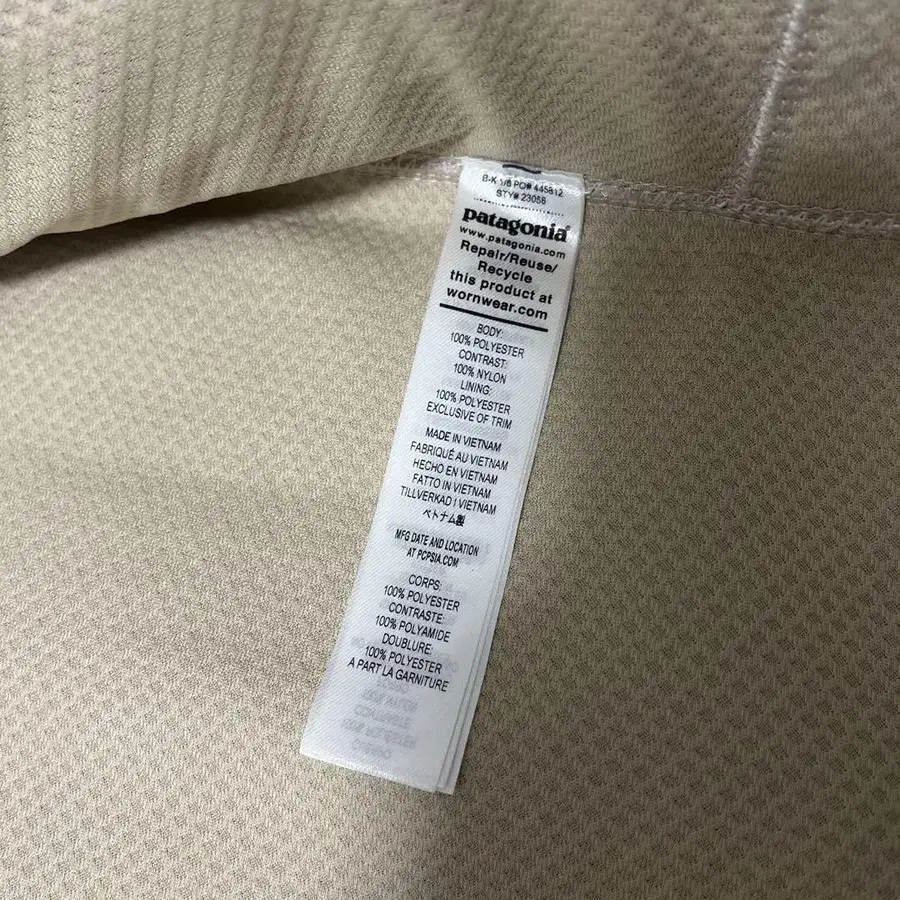 B-K 1/8 PO# 445812
STY# 23056
patagonia
www.patagonia.com
Repair/Reuse/
Recycle
this product at
wornwear.com
BODY:
100% POLYESTER
CONTRAST:
100% NYLON
LINING:
100% POLYESTER
EXCLUSIVE OF TRIM
MADE IN VIETNAM
FABRIQUÉ AU VIETNAM
HECHO EN VIETNAM
FATTO IN VIETNAM
TILLVERKAD I VIETNAM
ベトナム製
MFG DATE AND LOCATION
AT PCPSIA.COM
CORPS:
100% POLYESTER
CONTRASTE:
100% POLYAMIDE
DOUBLURE:
100% POLYESTER
A PART LA GARNITURE